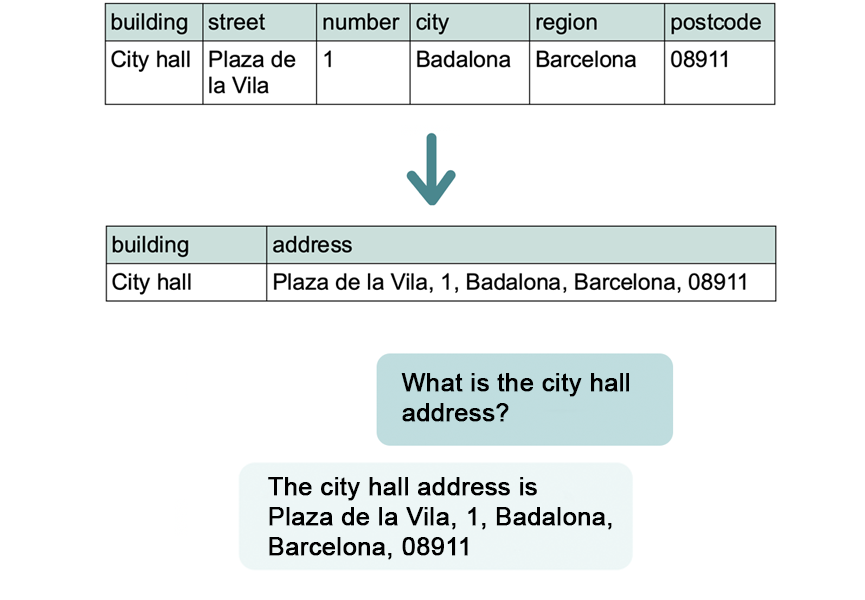 building street number city region postcode
City hall Plaza de 1 Badalona Barcelona 08911
la Vila
building address
City hall Plaza de la Vila, 1, Badalona, Barcelona, 08911
What is the city hall
address?
The city hall address is
Plaza de la Vila, 1, Badalona,
Barcelona, 08911